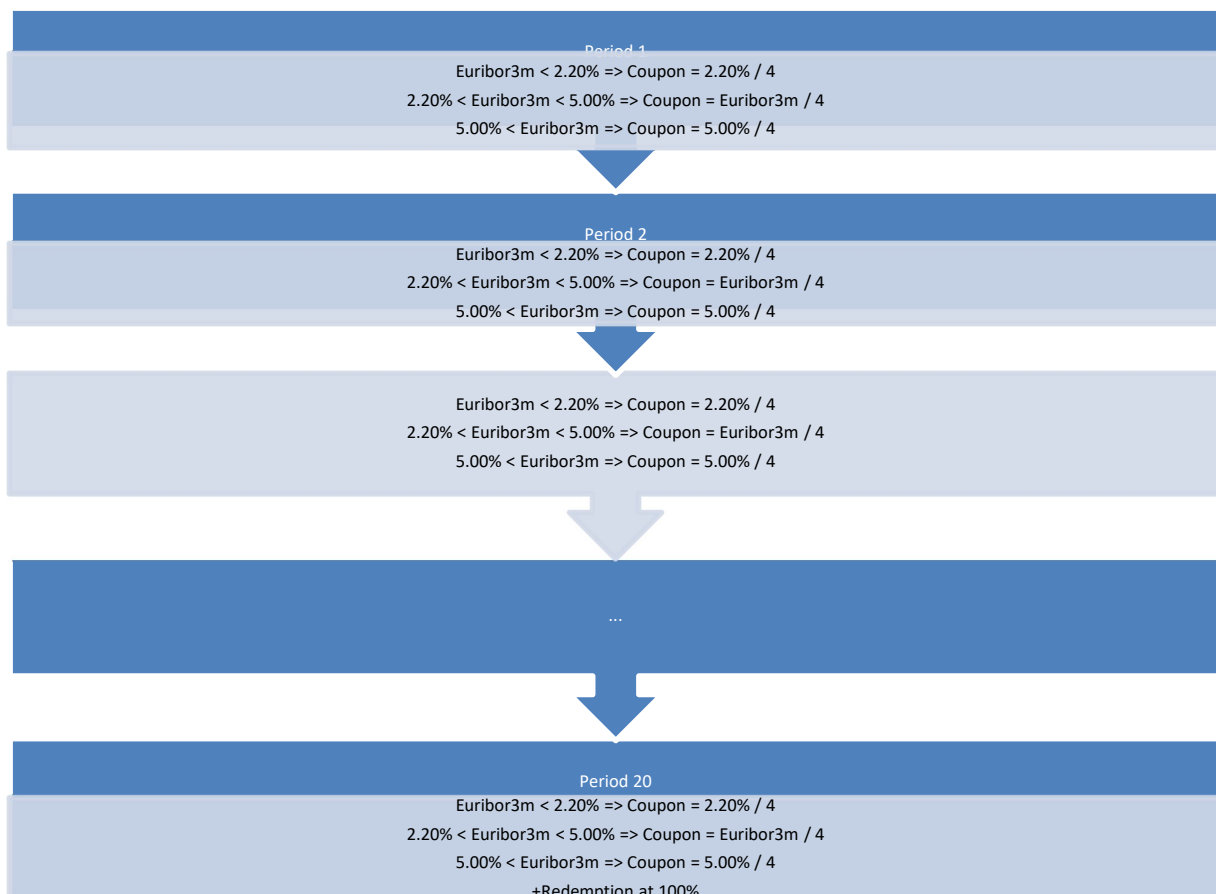 Period 1
Euribor3m < 2.20% => Coupon = 2.20% / 4
2.20% < Euribor3m < 5.00% => Coupon = Euribor3m / 4
5.00% < Euribor3m => Coupon = 5.00% / 4
Period 2
Euribor3m < 2.20% => Coupon = 2.20% / 4
2.20% < Euribor3m < 5.00% => Coupon = Euribor3m / 4
5.00% < Euribor3m => Coupon = 5.00% / 4
Euribor3m < 2.20% => Coupon = 2.20% / 4
2.20% < Euribor3m < 5.00% => Coupon = Euribor3m / 4
5.00% < Euribor3m => Coupon = 5.00% / 4
...
Period 20
Euribor3m < 2.20% => Coupon = 2.20% / 4
2.20% < Euribor3m < 5.00% => Coupon = Euribor3m / 4
5.00% < Euribor3m => Coupon = 5.00% / 4
+Redemption at 100%